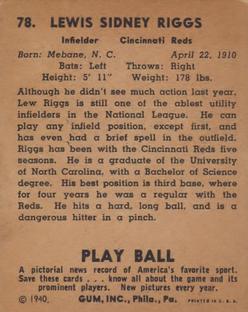 78. LEWIS SIDNEY RIGGS
Infielder Cincinnati Reds
Born: Mebane, N. C. April 22, 1910
Bats: Left Throws: Right
Height: 5' 11" Weight: 178 lbs.
Although he didn't see much action last year,
Lew Riggs is still one of the ablest utility
infielders in the National League. He can
play any infield position, except first, and
has even had a brief spell in the outfield.
Riggs has been with the Cincinnati Reds five
seasons. He is a graduate of the University
of North Carolina, with a Bachelor of Science
degree. His best position is third base, where
for four years he was a regular with the
Reds. He hits a hard, long ball, and is a
dangerous hitter in a pinch.
PLAY BALL
A pictorial news record of America's favorite sport.
Save these cards . . . know all about the game and its
prominent players. New pictures every year.
© 1940, GUM, INC., Phila., Pa. PRINTED IN U. S. A.